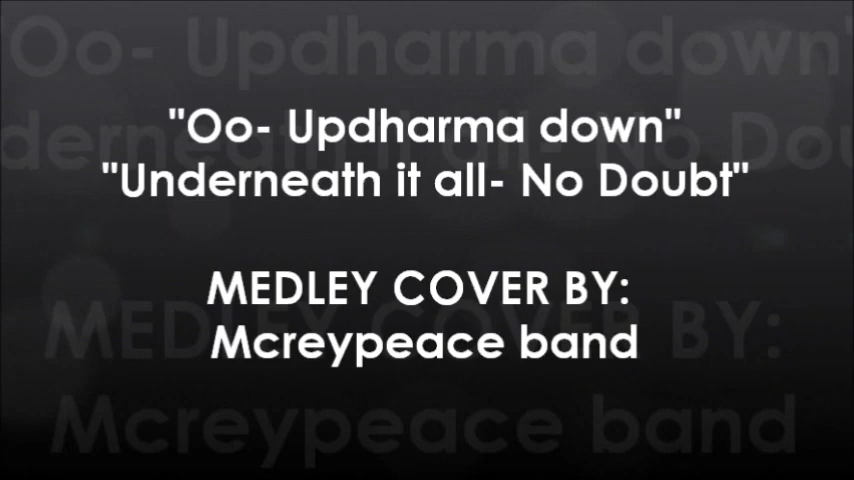 "Oo- Updharma down"
"Underneath it all- No Doubt"
MEDLEY COVER BY:
Mcreypeace band